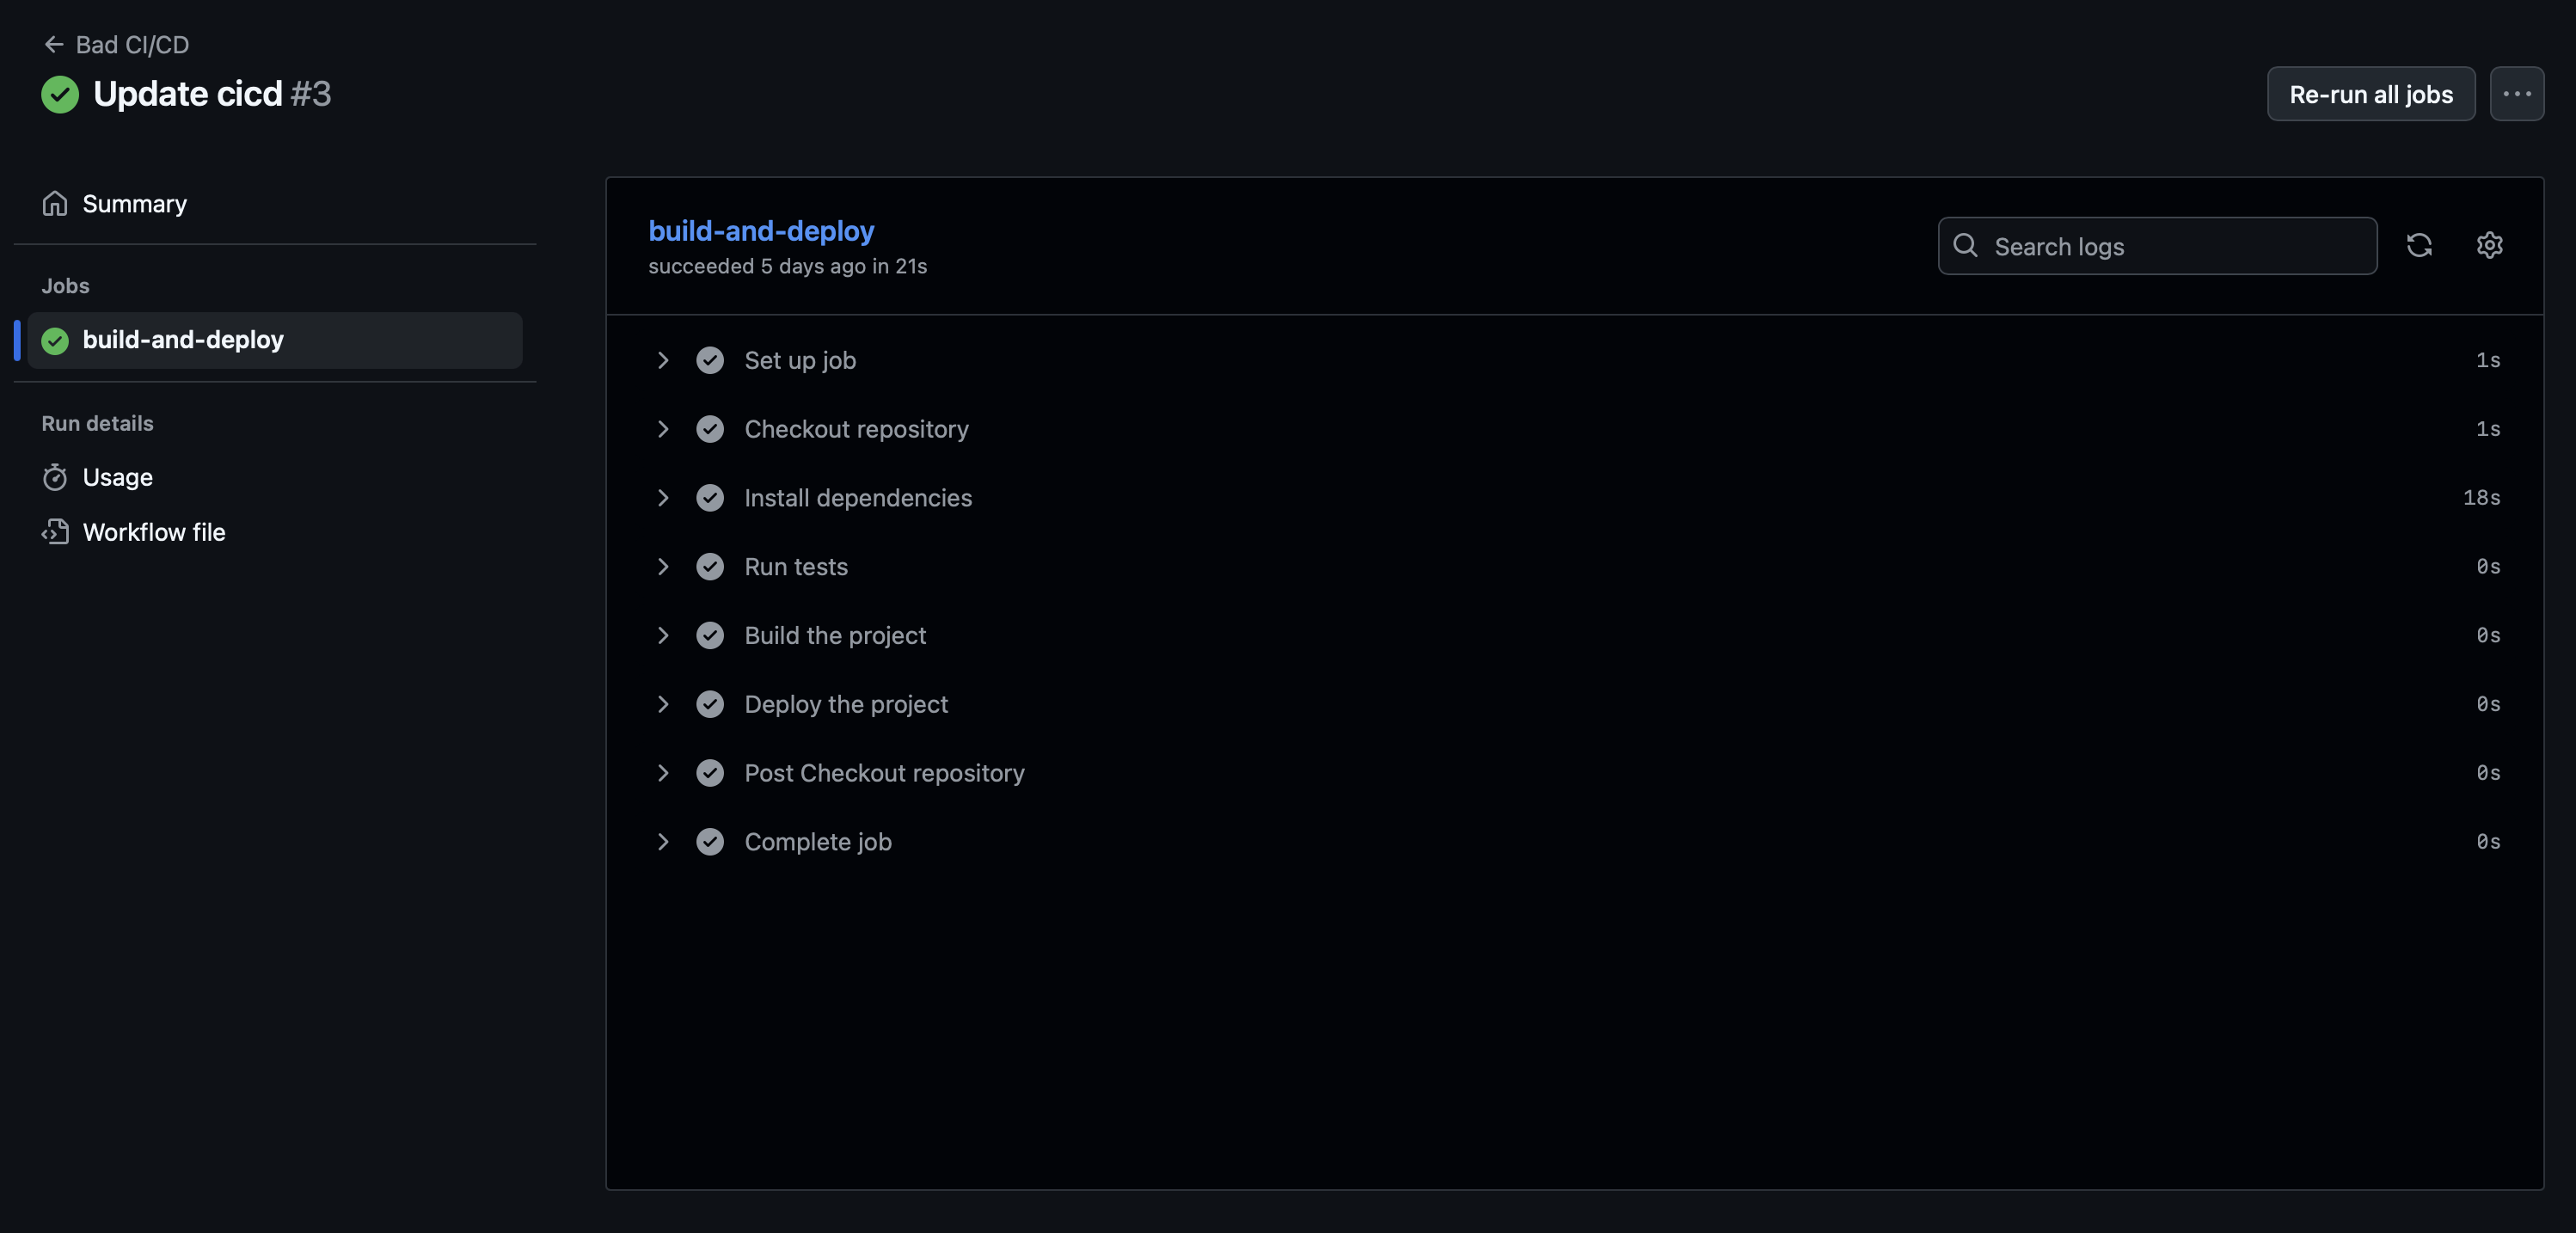 Bad CI/CD
Update cicd #3
Re-run all jobs
Summary
Jobs
build-and-deploy
Run details
Usage
Workflow file
build-and-deploy
succeeded 5 days ago in 21s
Search logs
Set up job 1s
Checkout repository 1s
Install dependencies 18s
Run tests 0s
Build the project 0s
Deploy the project 0s
Post Checkout repository 0s
Complete job 0s